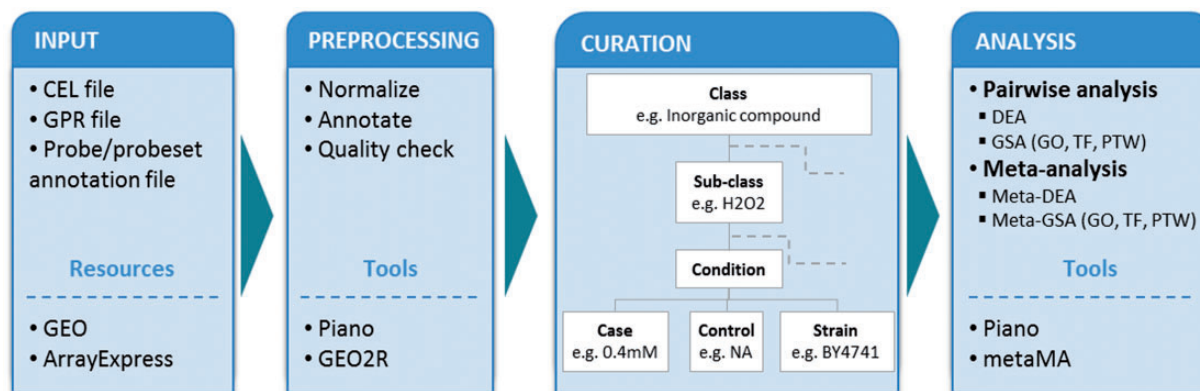 INPUT
• CEL file
• GPR file
• Probe/probeset
annotation file
Resources
• GEO
• ArrayExpress
PREPROCESSING
• Normalize
• Annotate
• Quality check
Tools
• Piano
• GEO2R
CURATION
Class
e.g. Inorganic compound
Sub-class
e.g. H2O2
Condition
Case
e.g. 0.4mM
Control
e.g. NA
Strain
e.g. BY4741
ANALYSIS
• Pairwise analysis
▪ DEA
▪ GSA (GO, TF, PTW)
• Meta-analysis
▪ Meta-DEA
▪ Meta-GSA (GO, TF, PTW)
Tools
• Piano
• metaMA